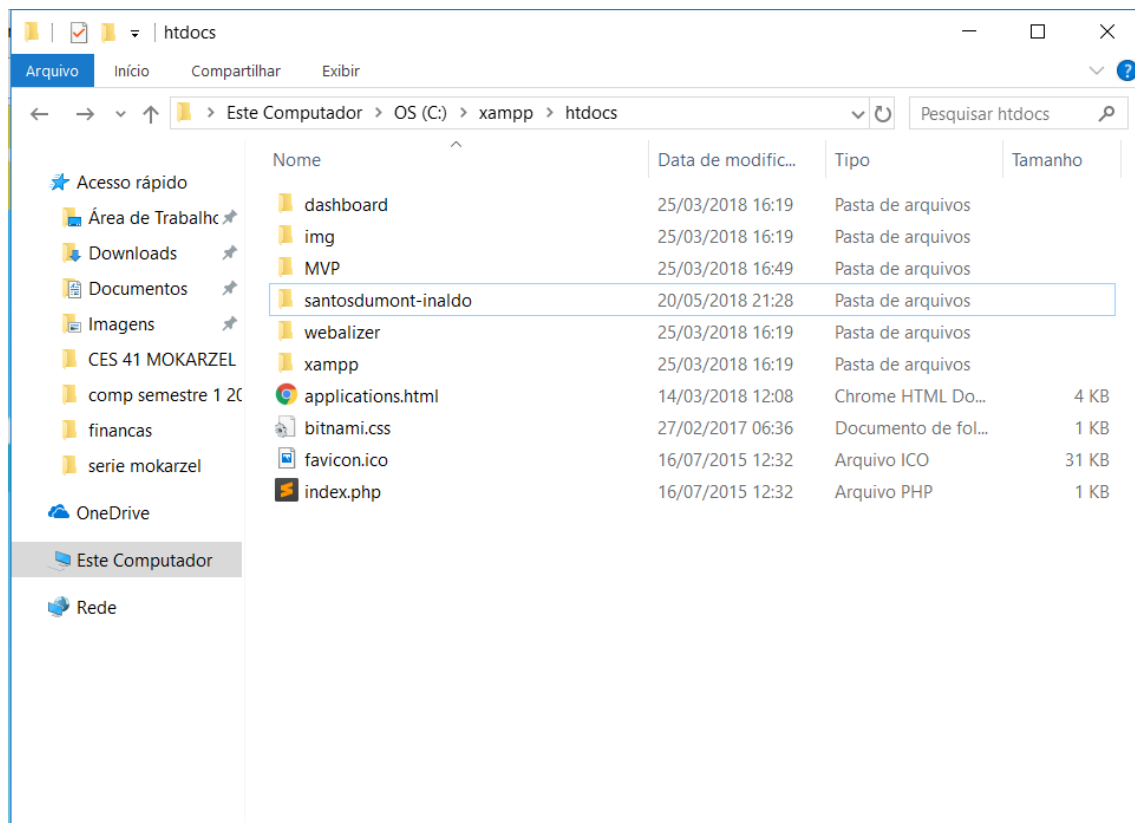 htdocs
Arquivo Início Compartilhar Exibir
Este Computador > OS (C:) > xampp > htdocs Pesquisar htdocs
Nome Data de modific... Tipo Tamanho
Acesso rápido
Área de Trabalho
Downloads
Documentos
Imagens
CES 41 MOKARZEL
comp semestre 1 20
financas
serie mokarzel
OneDrive
Este Computador
Rede
dashboard 25/03/2018 16:19 Pasta de arquivos
img 25/03/2018 16:19 Pasta de arquivos
MVP 25/03/2018 16:49 Pasta de arquivos
santosdumont-inaldo 20/05/2018 21:28 Pasta de arquivos
webalizer 25/03/2018 16:19 Pasta de arquivos
xampp 25/03/2018 16:19 Pasta de arquivos
applications.html 14/03/2018 12:08 Chrome HTML Do... 4 KB
bitnami.css 27/02/2017 06:36 Documento de fol... 1 KB
favicon.ico 16/07/2015 12:32 Arquivo ICO 31 KB
index.php 16/07/2015 12:32 Arquivo PHP 1 KB